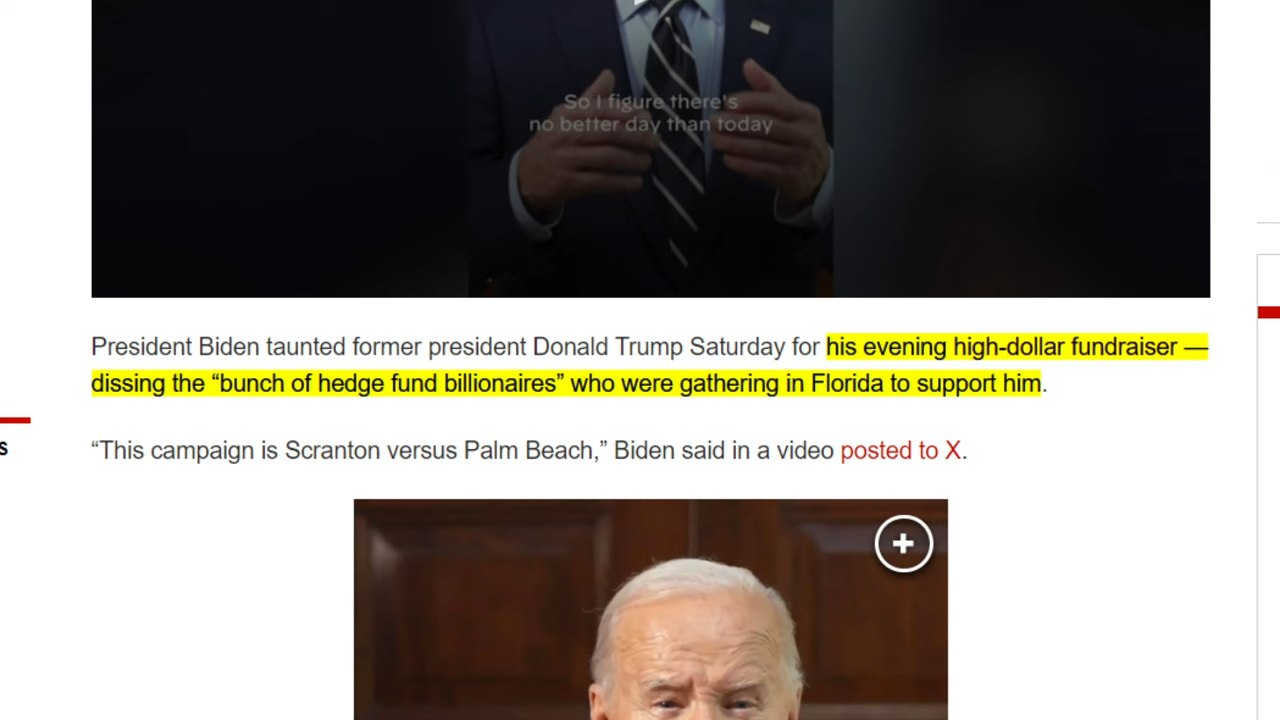 So I figure there's
no better day than today
President Biden taunted former president Donald Trump Saturday for his evening high-dollar fundraiser —
dissing the “bunch of hedge fund billionaires” who were gathering in Florida to support him.
S
“This campaign is Scranton versus Palm Beach,” Biden said in a video posted to X.